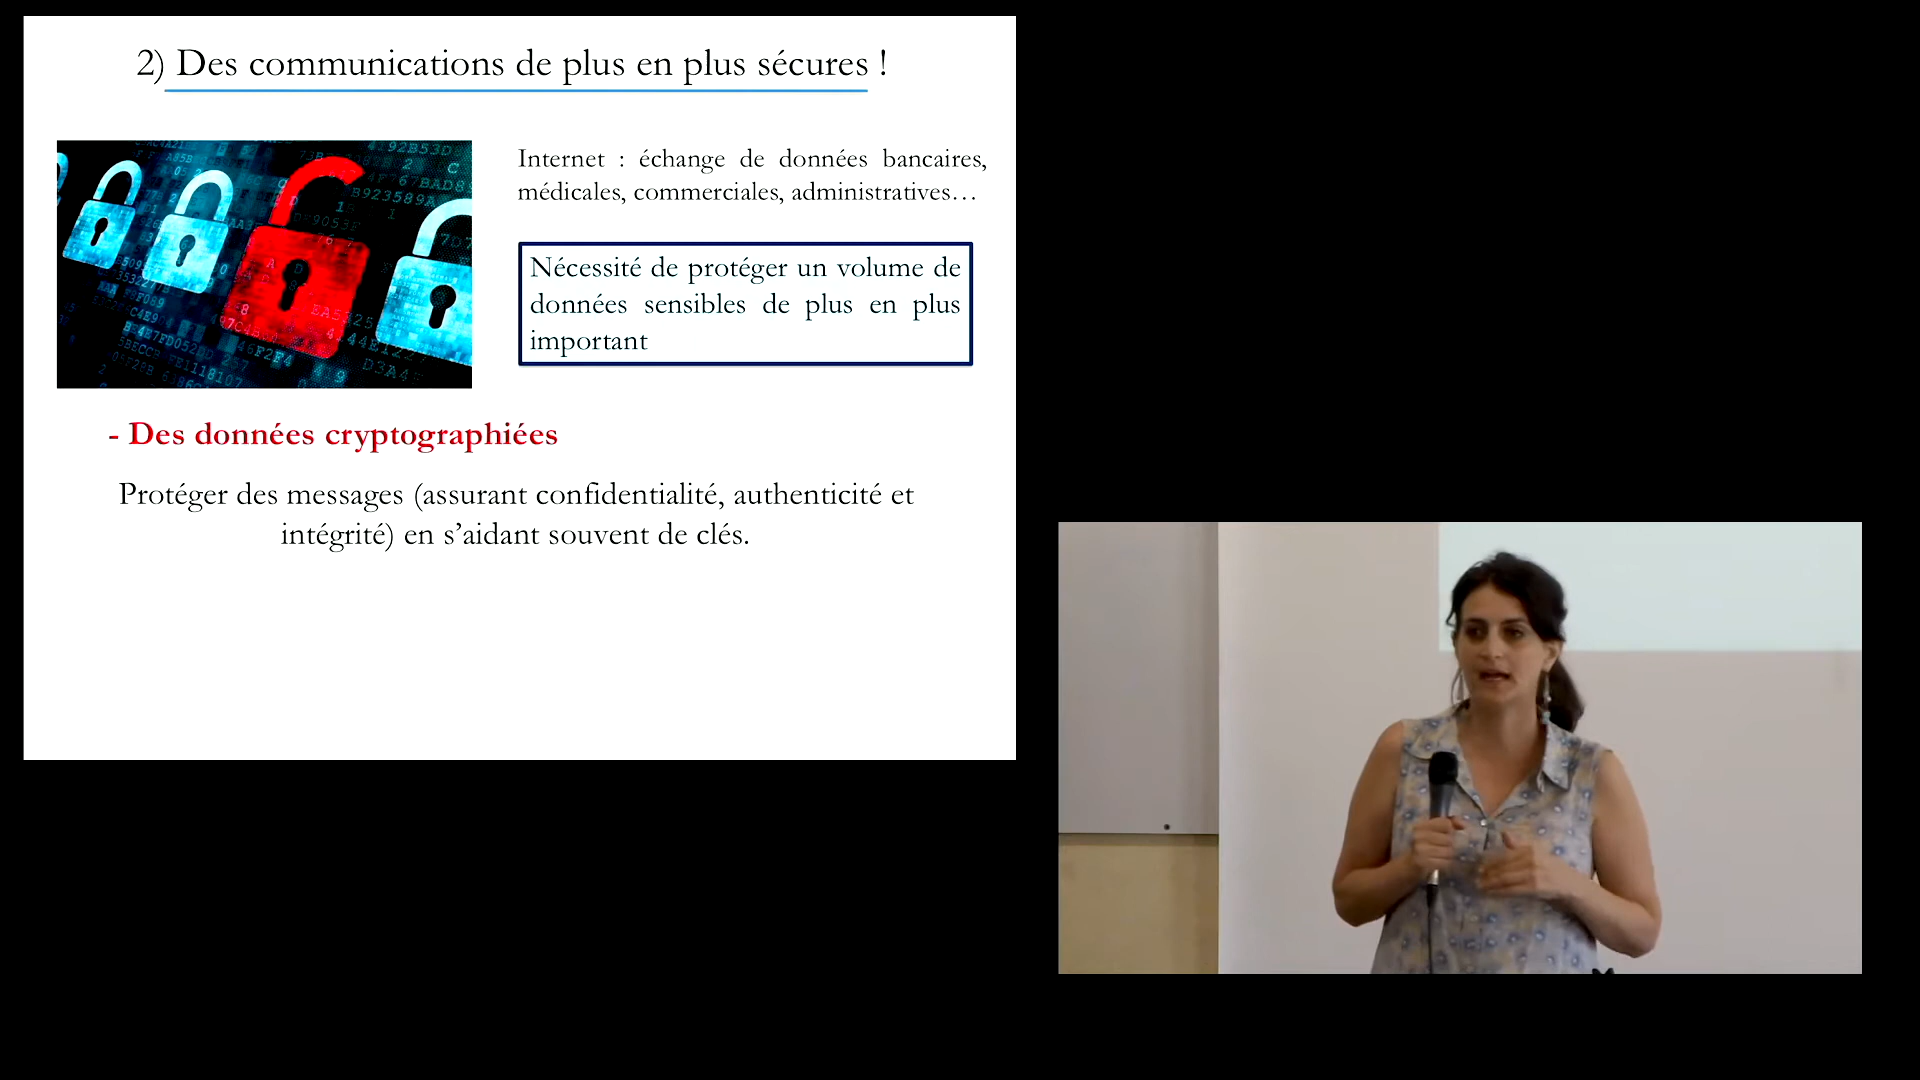 2) Des communications de plus en plus sécures !
Internet : échange de données bancaires,
médicales, commerciales, administratives…
Nécessité de protéger un volume de
données sensibles de plus en plus
important
- Des données cryptographiées
Protéger des messages (assurant confidentialité, authenticité et
intégrité) en s’aidant souvent de clés.